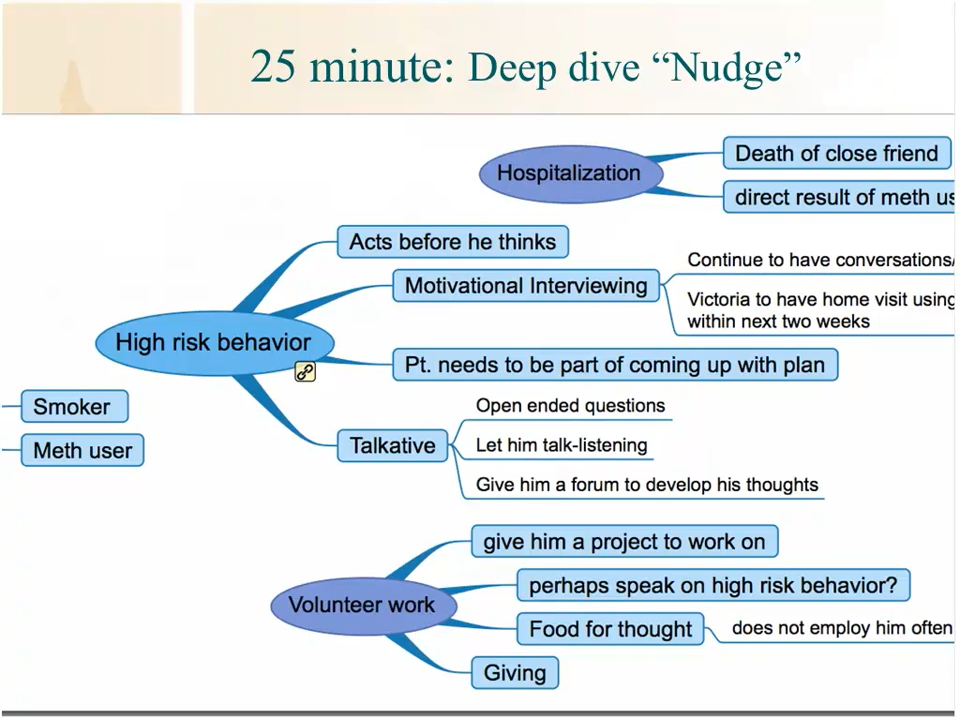 25 minute: Deep dive “Nudge”
Hospitalization
Death of close friend
direct result of meth
Acts before he thinks
Motivational Interviewing
Continue to have conversations/
Victoria to have home visit using
within next two weeks
High risk behavior
Pt. needs to be part of coming up with plan
Smoker
Meth user
Talkative
Open ended questions
Let him talk-listening
Give him a forum to develop his thoughts
Volunteer work
give him a project to work on
perhaps speak on high risk behavior?
Food for thought
does not employ him often
Giving